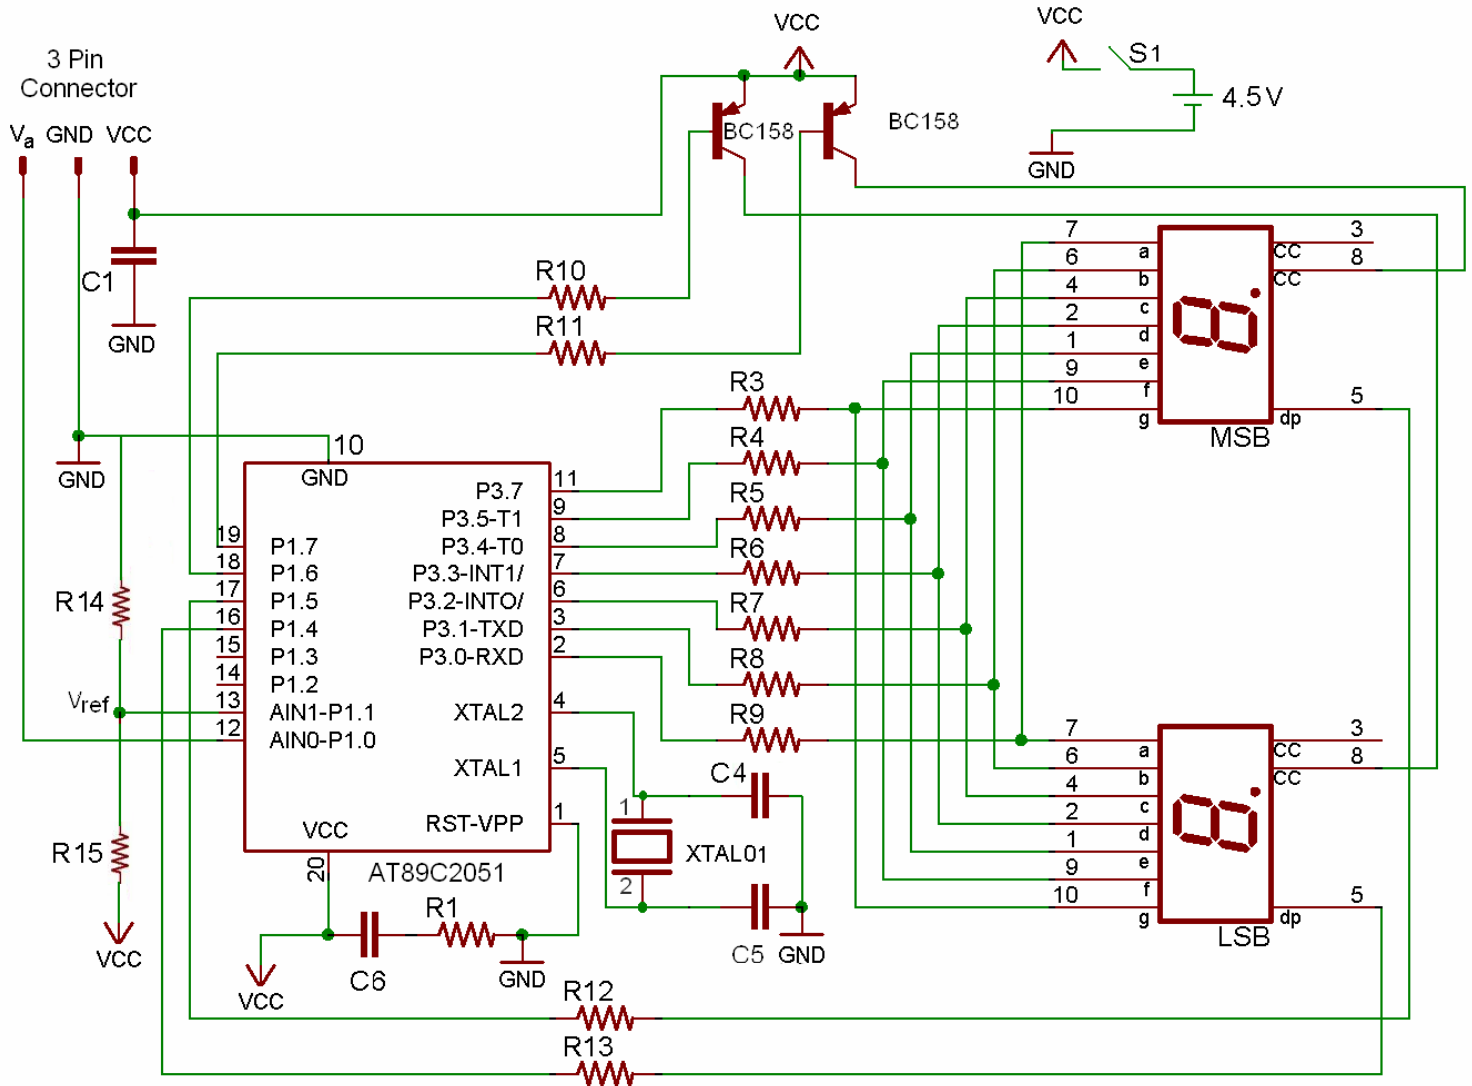 VCC
VCC
S1
4.5V
GND
3 Pin
Connector
Va GND VCC
BC158
BC158
C1
GND
R10
R11
R3
R4
R5
R6
R7
R8
R9
GND
10
GND
19 P1.7
18 P1.6
17 P1.5
16 P1.4
15 P1.3
14 P1.2
13 AIN1-P1.1
12 AIN0-P1.0
P3.7 11
P3.5-T1 9
P3.4-T0 8
P3.3-INT1/ 7
P3.2-INTO/ 6
P3.1-TXD 3
P3.0-RXD 2
XTAL2 4
XTAL1 5
RST-VPP 1
VCC
20
AT89C2051
R14
Vref
R15
VCC
VCC
C6
R1
GND
1
2
XTAL01
C4
C5
GND
R12
R13
7 a
6 b
4 c
2 d
1 e
9 f
10 g
CC 3
CC 8
dp 5
MSB
7 a
6 b
4 c
2 d
1 e
9 f
10 g
CC 3
CC 8
dp 5
LSB